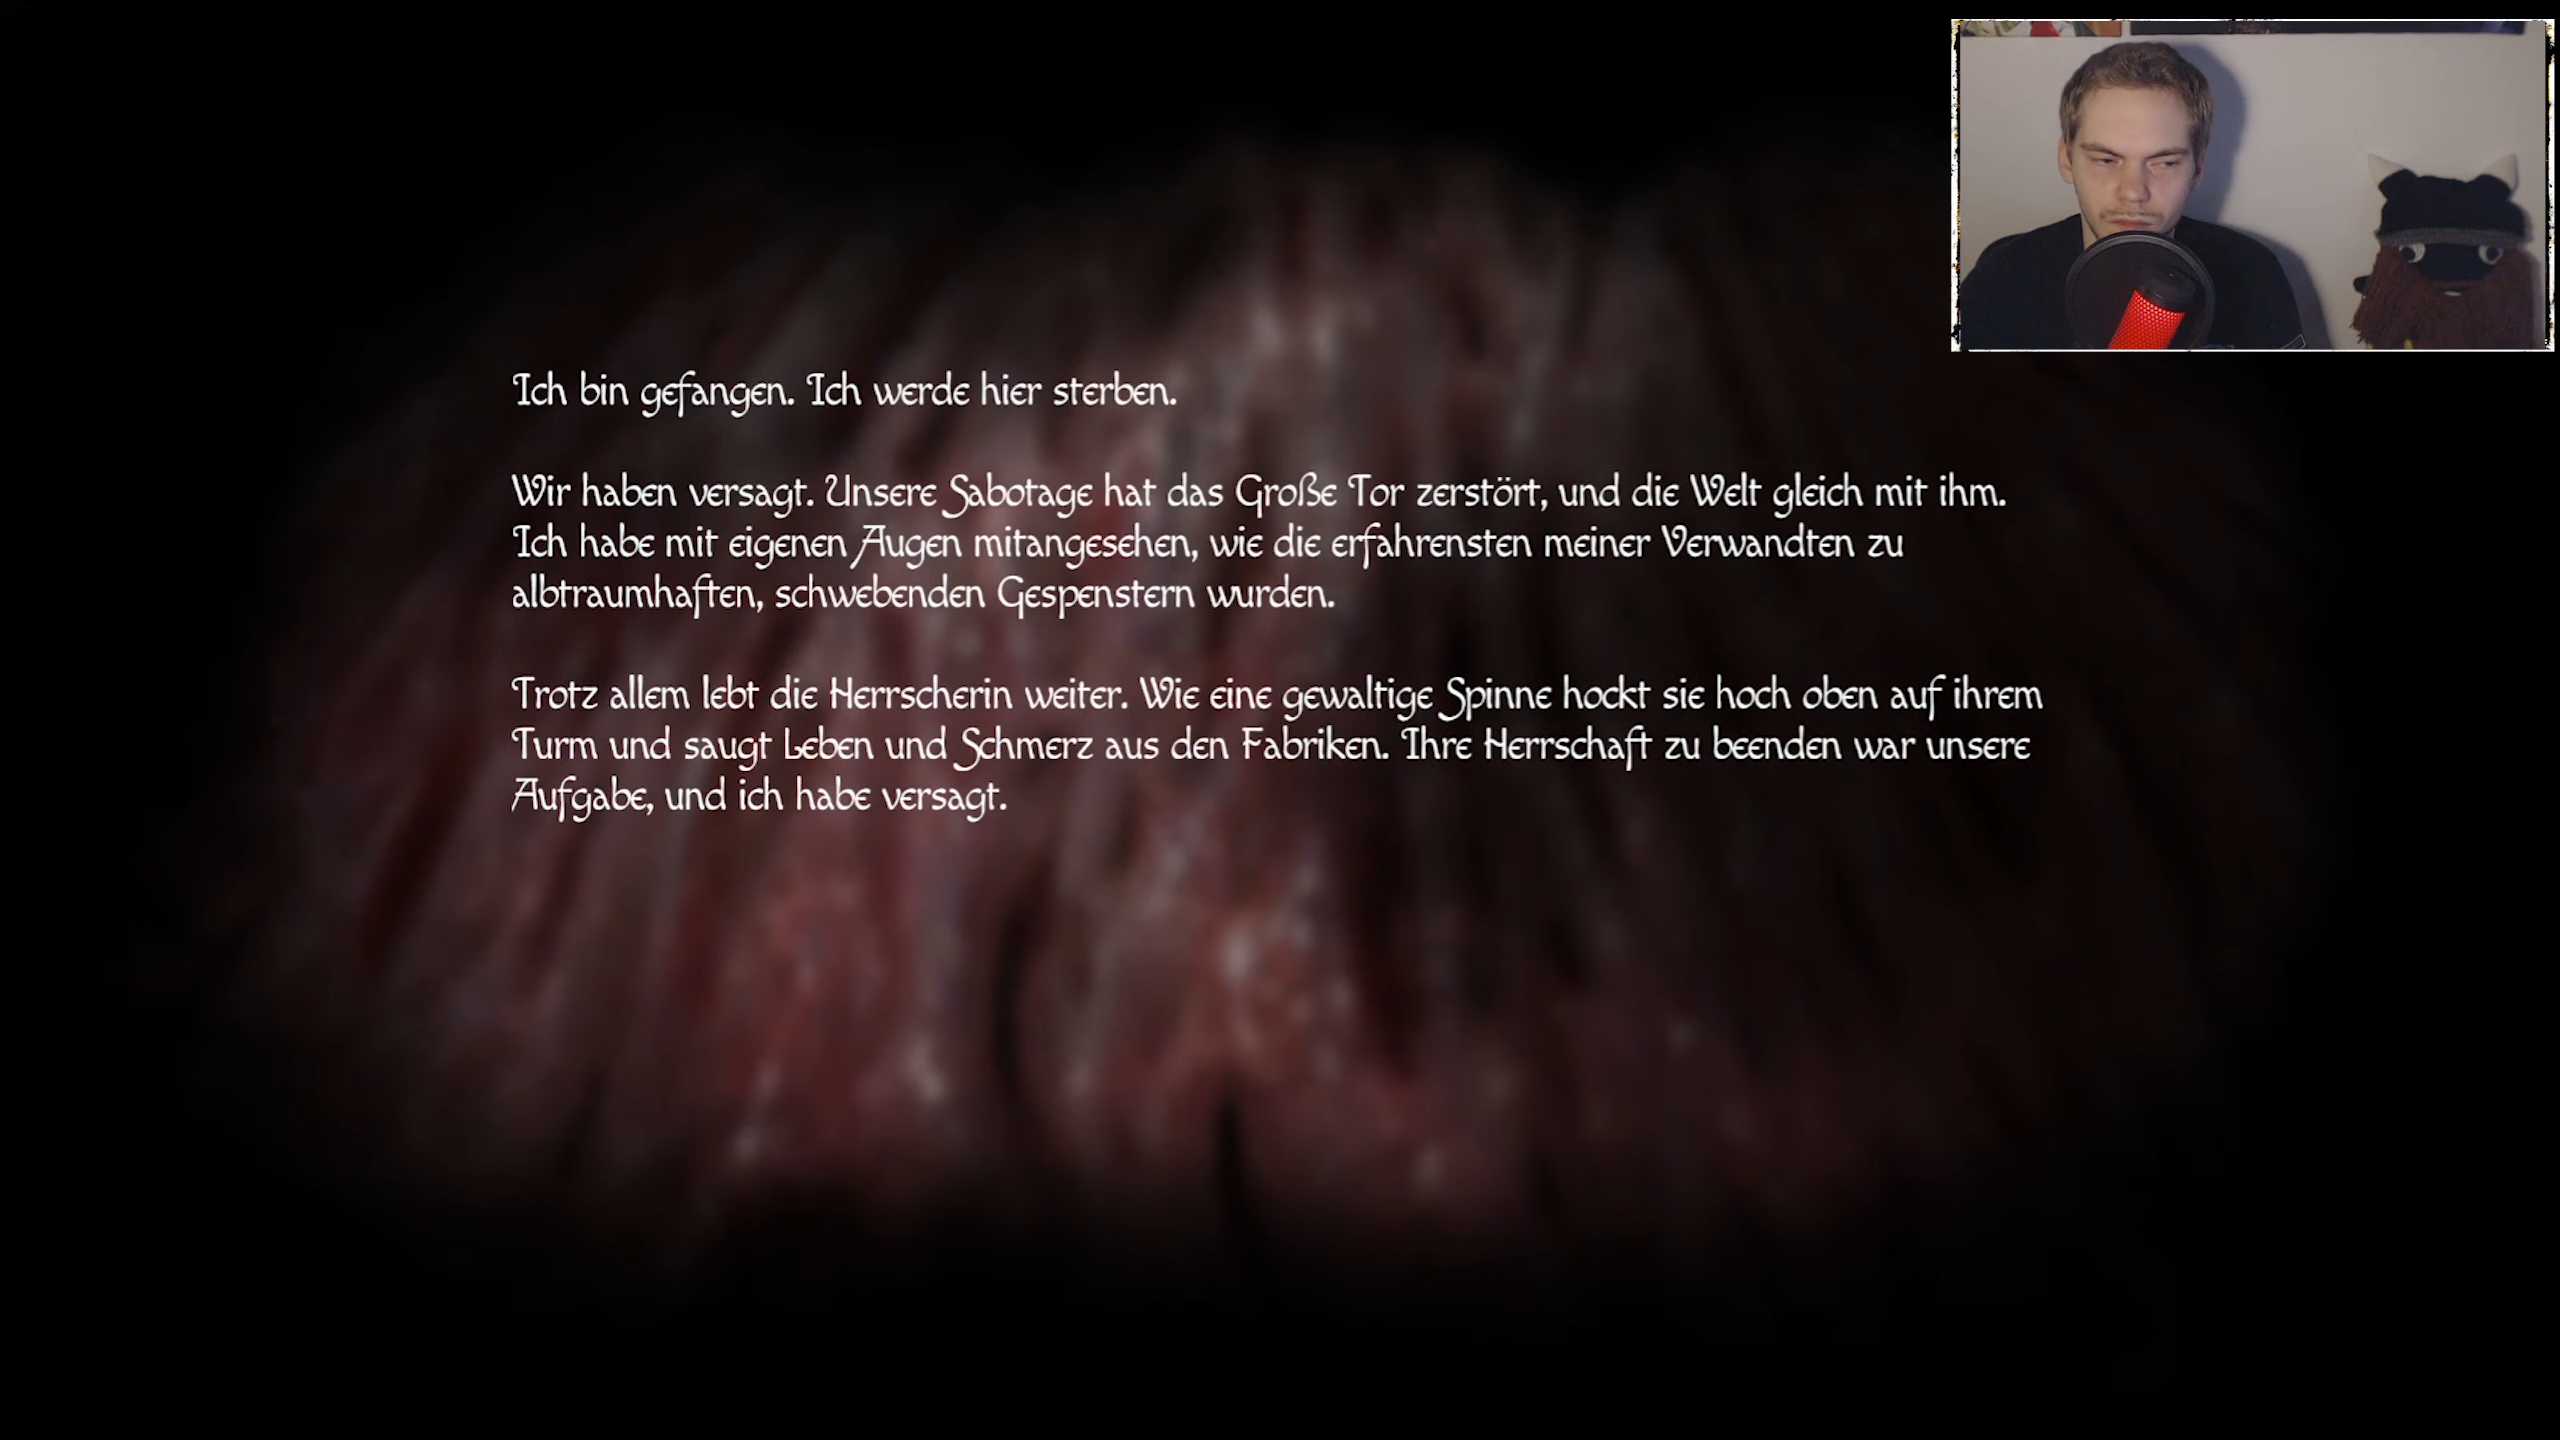 Ich bin gefangen. Ich werde hier sterben.
Wir haben versagt. Unsere Sabotage hat das Große Tor zerstört, und die Welt gleich mit ihm.
Ich habe mit eigenen Augen mitangesehen, wie die erfahrensten meiner Verwandten zu
albtraumhaften, schwebenden Gespenstern wurden.
Trotz allem lebt die Herrscherin weiter. Wie eine gewaltige Spinne hockt sie hoch oben auf ihrem
Turm und saugt Leben und Schmerz aus den Fabriken. Ihre Herrschaft zu beenden war unsere
Aufgabe, und ich habe versagt.